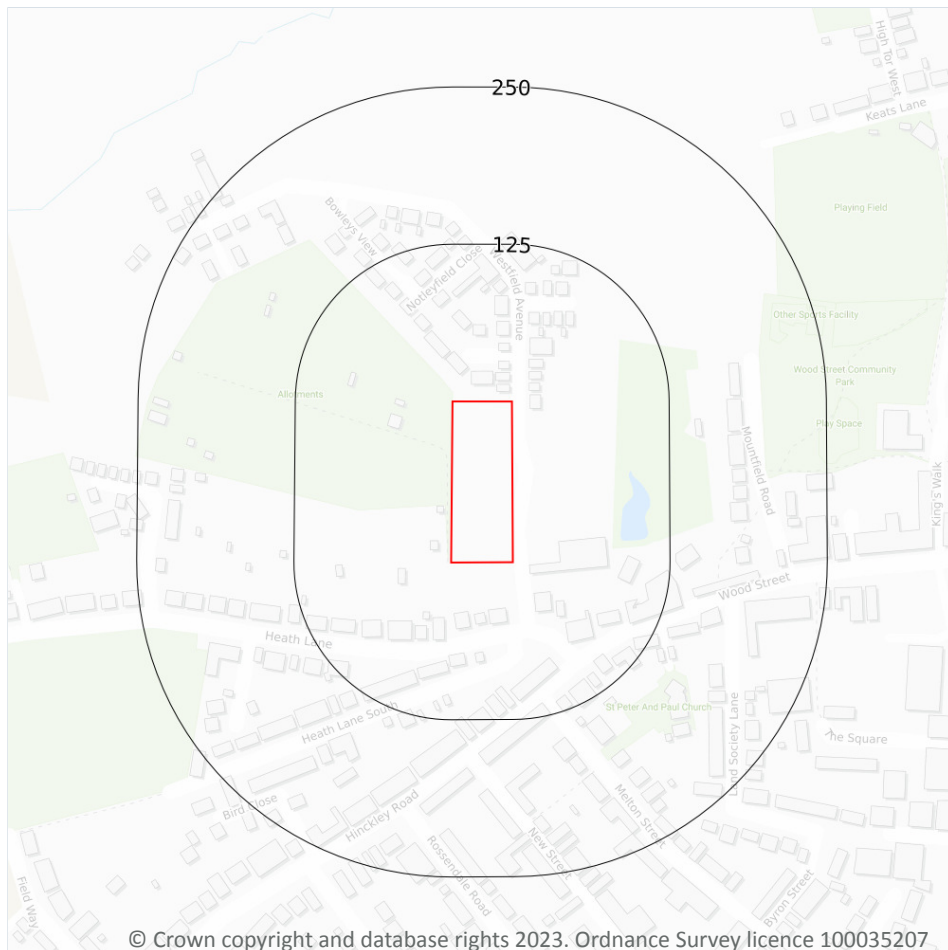 High Tor West
250
Keats Lane
Playing Field
Bowleys View
125
Notleyfield Close
Westfield Avenue
Other Sports Facility
Wood Street Community
Park
Allotments
Play Space
Mountfield Road
King's Walk
Wood Street
Heath Lane
Heath Lane South
St Peter And Paul Church
Land Society Lane
The Square
Bird Close
Hinckley Road
Melton Street
Rossendale Road
New Street
Field Way
Byron Street
© Crown copyright and database rights 2023. Ordnance Survey licence 100035207